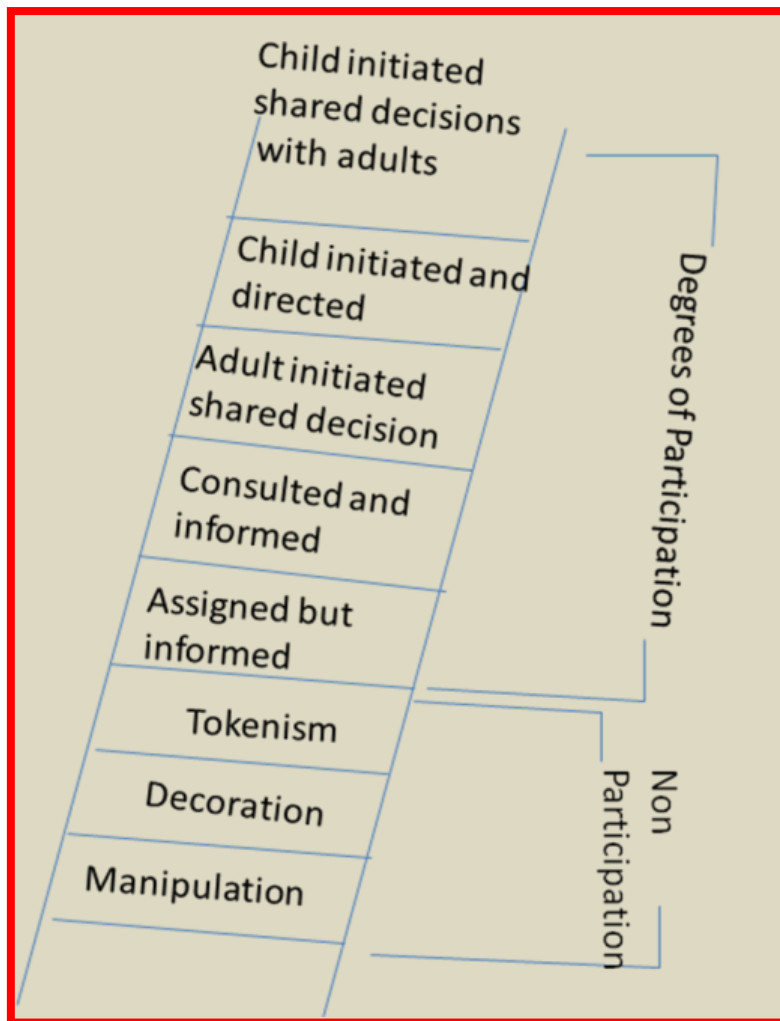 Child initiated
shared decisions
with adults
Child initiated and
directed
Adult initiated
shared decision
Consulted and
informed
Assigned but
informed
Tokenism
Decoration
Manipulation
Degrees of Participation
Non
Participation